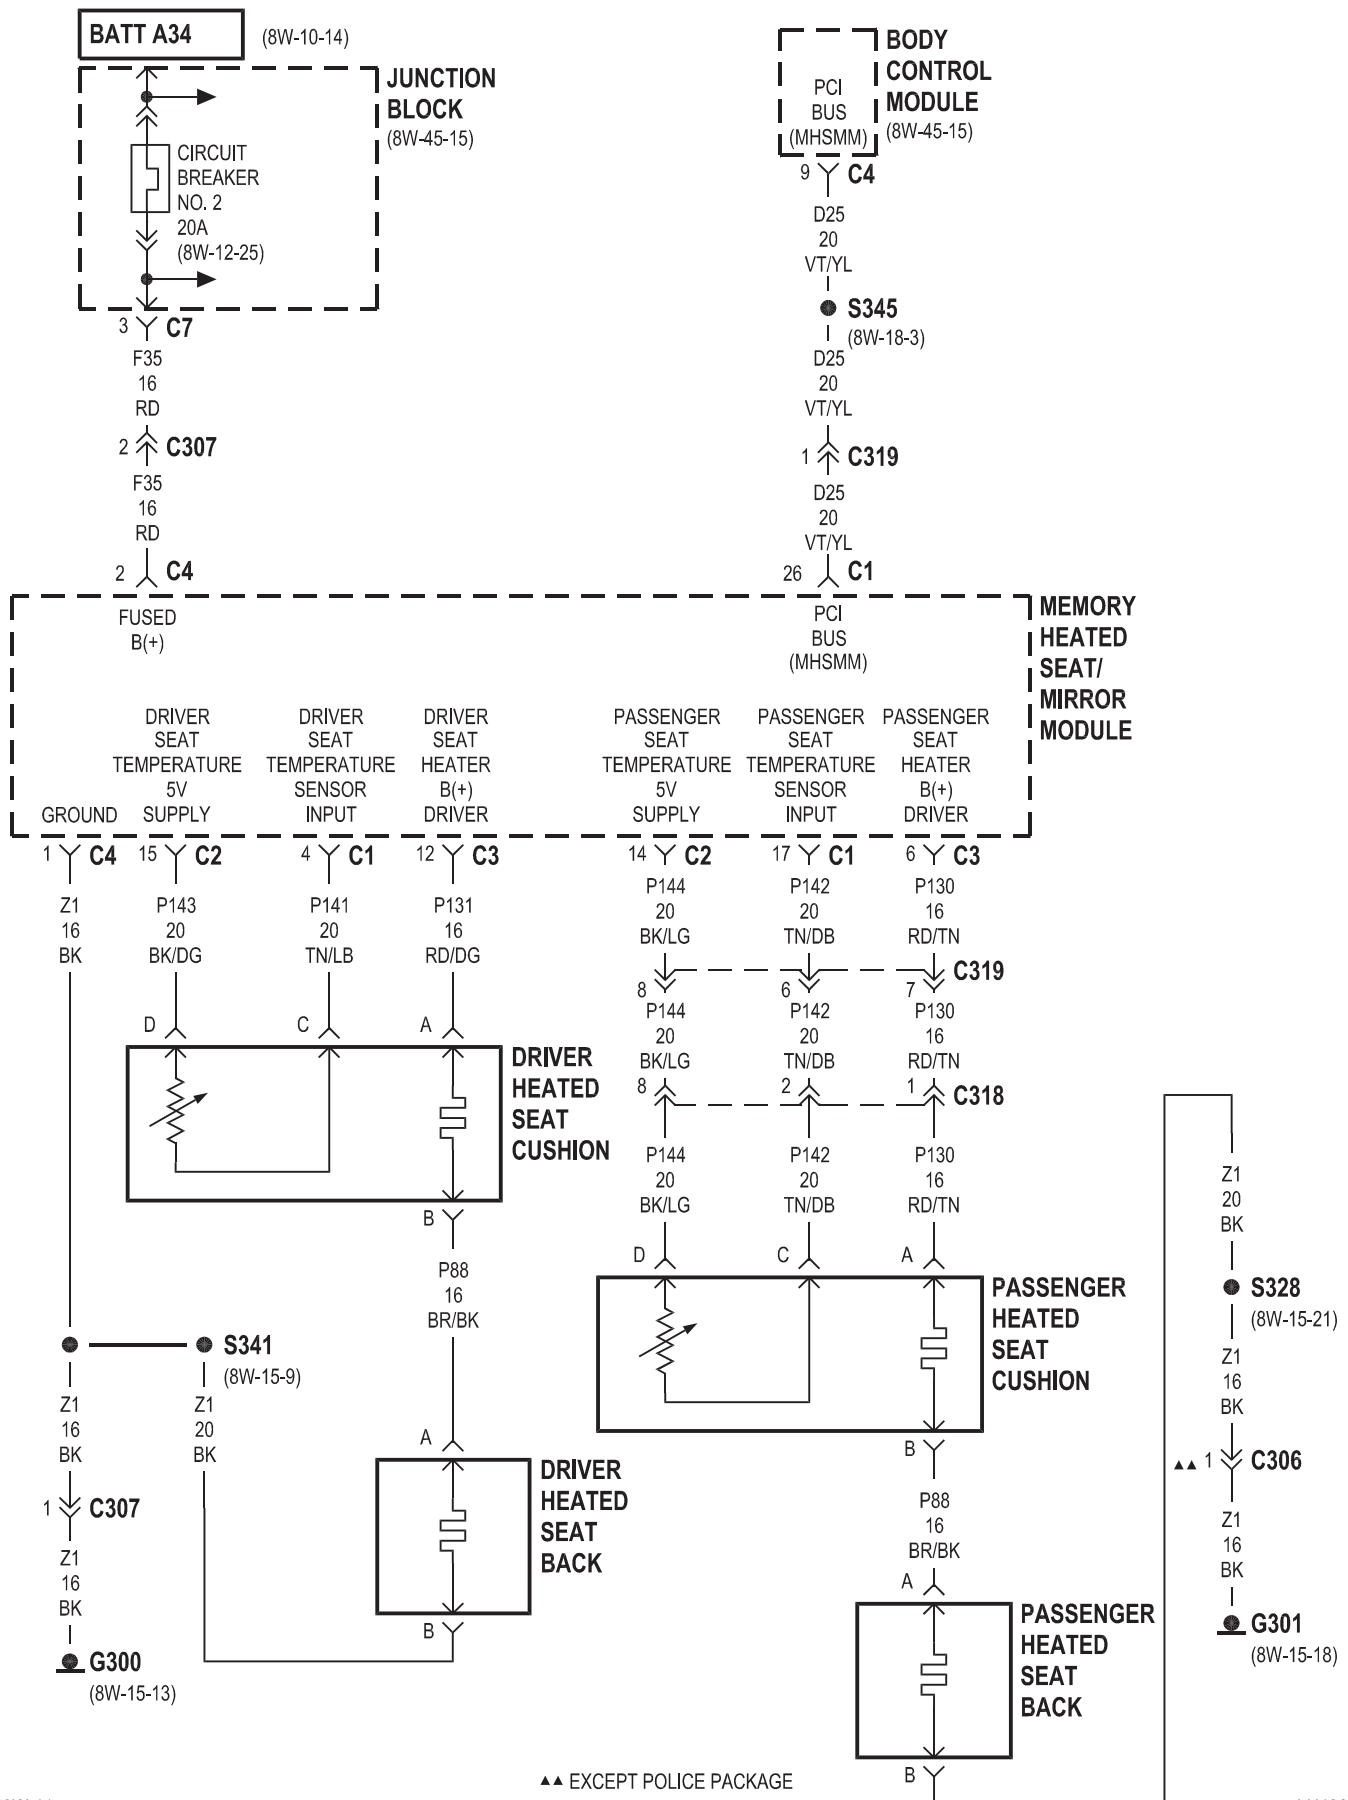 BATT A34
(8W-10-14)
JUNCTION
BLOCK
(8W-45-15)
CIRCUIT
BREAKER
NO. 2
20A
(8W-12-25)
3 C7
F35
16
RD
2 C307
F35
16
RD
2 C4
BODY
CONTROL
MODULE
(8W-45-15)
PCI
BUS
(MHSMM)
9 C4
D25
20
VT/YL
S345
(8W-18-3)
D25
20
VT/YL
1 C319
D25
20
VT/YL
26 C1
MEMORY
HEATED
SEAT/
MIRROR
MODULE
FUSED
B(+)
PCI
BUS
(MHSMM)
GROUND
DRIVER
SEAT
TEMPERATURE
5V
SUPPLY
DRIVER
SEAT
TEMPERATURE
SENSOR
INPUT
DRIVER
SEAT
HEATER
B(+)
DRIVER
PASSENGER
SEAT
TEMPERATURE
5V
SUPPLY
PASSENGER
SEAT
TEMPERATURE
SENSOR
INPUT
PASSENGER
SEAT
HEATER
B(+)
DRIVER
1 C4
15 C2
4 C1
12 C3
14 C2
17 C1
6 C3
Z1
16
BK
P143
20
BK/DG
P141
20
TN/LB
P131
16
RD/DG
P144
20
BK/LG
P142
20
TN/DB
P130
16
RD/TN
C319
8
6
7
P144
20
BK/LG
P142
20
TN/DB
P130
16
RD/TN
8
2
1
C318
P144
20
BK/LG
P142
20
TN/DB
P130
16
RD/TN
D
C
A
DRIVER
HEATED
SEAT
CUSHION
B
P88
16
BR/BK
A
DRIVER
HEATED
SEAT
BACK
B
S341
(8W-15-9)
Z1
16
BK
Z1
20
BK
1 C307
Z1
16
BK
G300
(8W-15-13)
D
C
A
PASSENGER
HEATED
SEAT
CUSHION
B
P88
16
BR/BK
A
PASSENGER
HEATED
SEAT
BACK
B
Z1
20
BK
S328
(8W-15-21)
Z1
16
BK
▲▲ 1 C306
Z1
16
BK
G301
(8W-15-18)
▲▲ EXCEPT POLICE PACKAGE